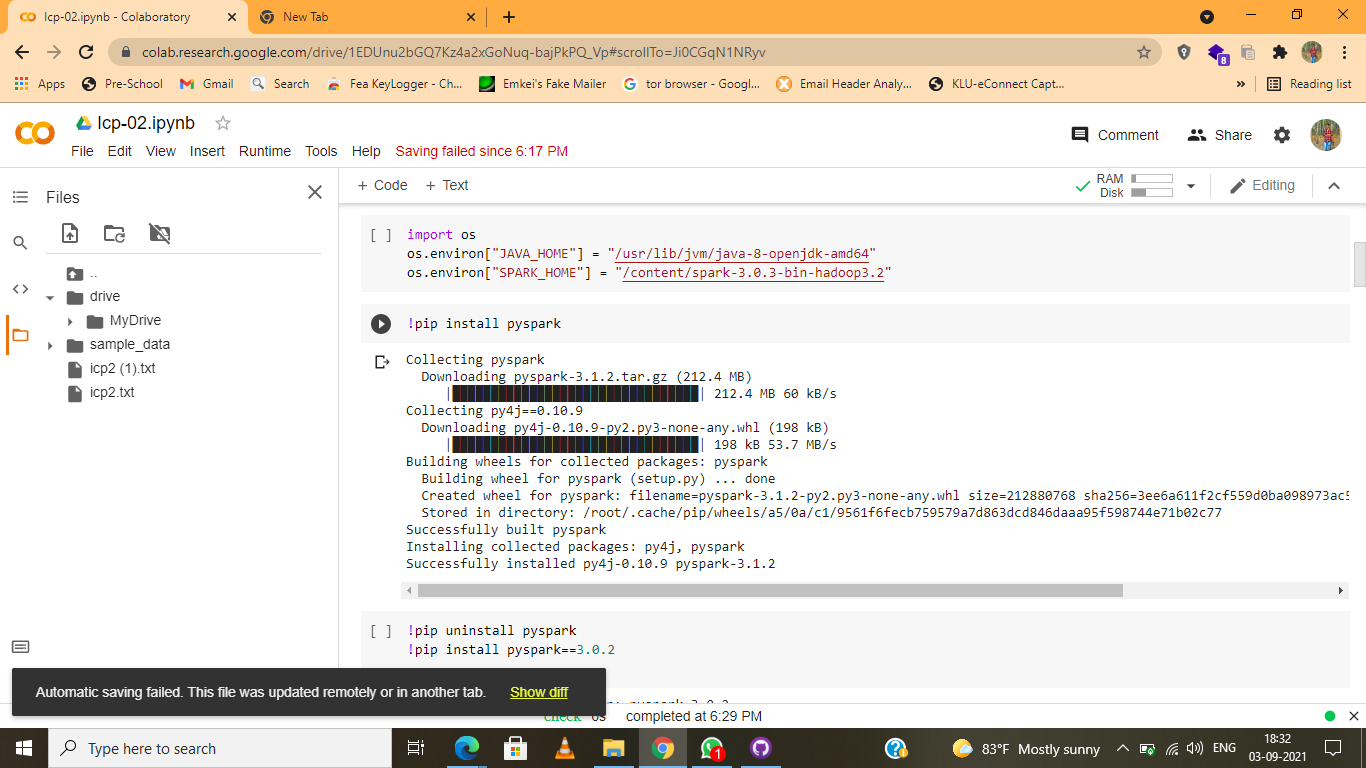 Icp-02.ipynb - Colaboratory
New Tab
colab.research.google.com/drive/1EDUnu2bGQ7Kz4a2xGoNuq-bajPkPQ_Vp#scrollTo=Ji0CGqN1NRyv
8
Apps
Pre-School
Gmail
Search
Fea KeyLogger - Ch...
Emkei's Fake Mailer
tor browser - Googl...
Email Header Analy...
KLU-eConnect Capt...
»
Reading list
Icp-02.ipynb
Comment
Share
File Edit View Insert Runtime Tools Help Saving failed since 6:17 PM
Files
+ Code + Text
RAM
Disk
Editing
..
drive
MyDrive
sample_data
icp2 (1).txt
icp2.txt
[ ] import os
os.environ["JAVA_HOME"] = "/usr/lib/jvm/java-8-openjdk-amd64"
os.environ["SPARK_HOME"] = "/content/spark-3.0.3-bin-hadoop3.2"
!pip install pyspark
Collecting pyspark
Downloading pyspark-3.1.2.tar.gz (212.4 MB)
| | 212.4 MB 60 kB/s
Collecting py4j==0.10.9
Downloading py4j-0.10.9-py2.py3-none-any.whl (198 kB)
| | 198 kB 53.7 MB/s
Building wheels for collected packages: pyspark
Building wheel for pyspark (setup.py) ... done
Created wheel for pyspark: filename=pyspark-3.1.2-py2.py3-none-any.whl size=212880768 sha256=3ee6a611f2cf559d0ba098973ac5
Stored in directory: /root/.cache/pip/wheels/a5/0a/c1/9561f6fecb759579a7d863dcd846daaa95f598744e71b02c77
Successfully built pyspark
Installing collected packages: py4j, pyspark
Successfully installed py4j-0.10.9 pyspark-3.1.2
[ ] !pip uninstall pyspark
!pip install pyspark==3.0.2
Automatic saving failed. This file was updated remotely or in another tab. Show diff
check 0s completed at 6:29 PM
Type here to search
1
83°F Mostly sunny
ENG
18:32
03-09-2021